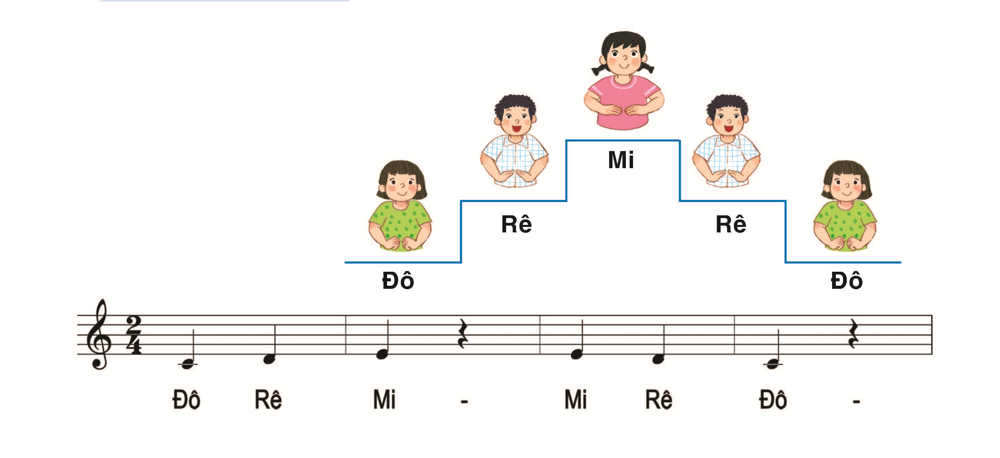 Mi
Rê Rê
Đô Đô
2
4
Đô Rê Mi - Mi Rê Đô -